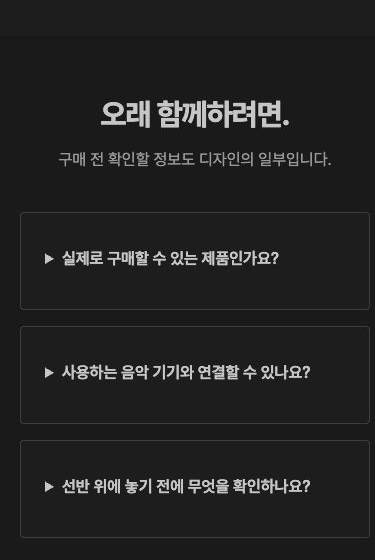 오래 함께하려면.
구매 전 확인할 정보도 디자인의 일부입니다.
▶ 실제로 구매할 수 있는 제품인가요?
▶ 사용하는 음악 기기와 연결할 수 있나요?
▶ 선반 위에 놓기 전에 무엇을 확인하나요?